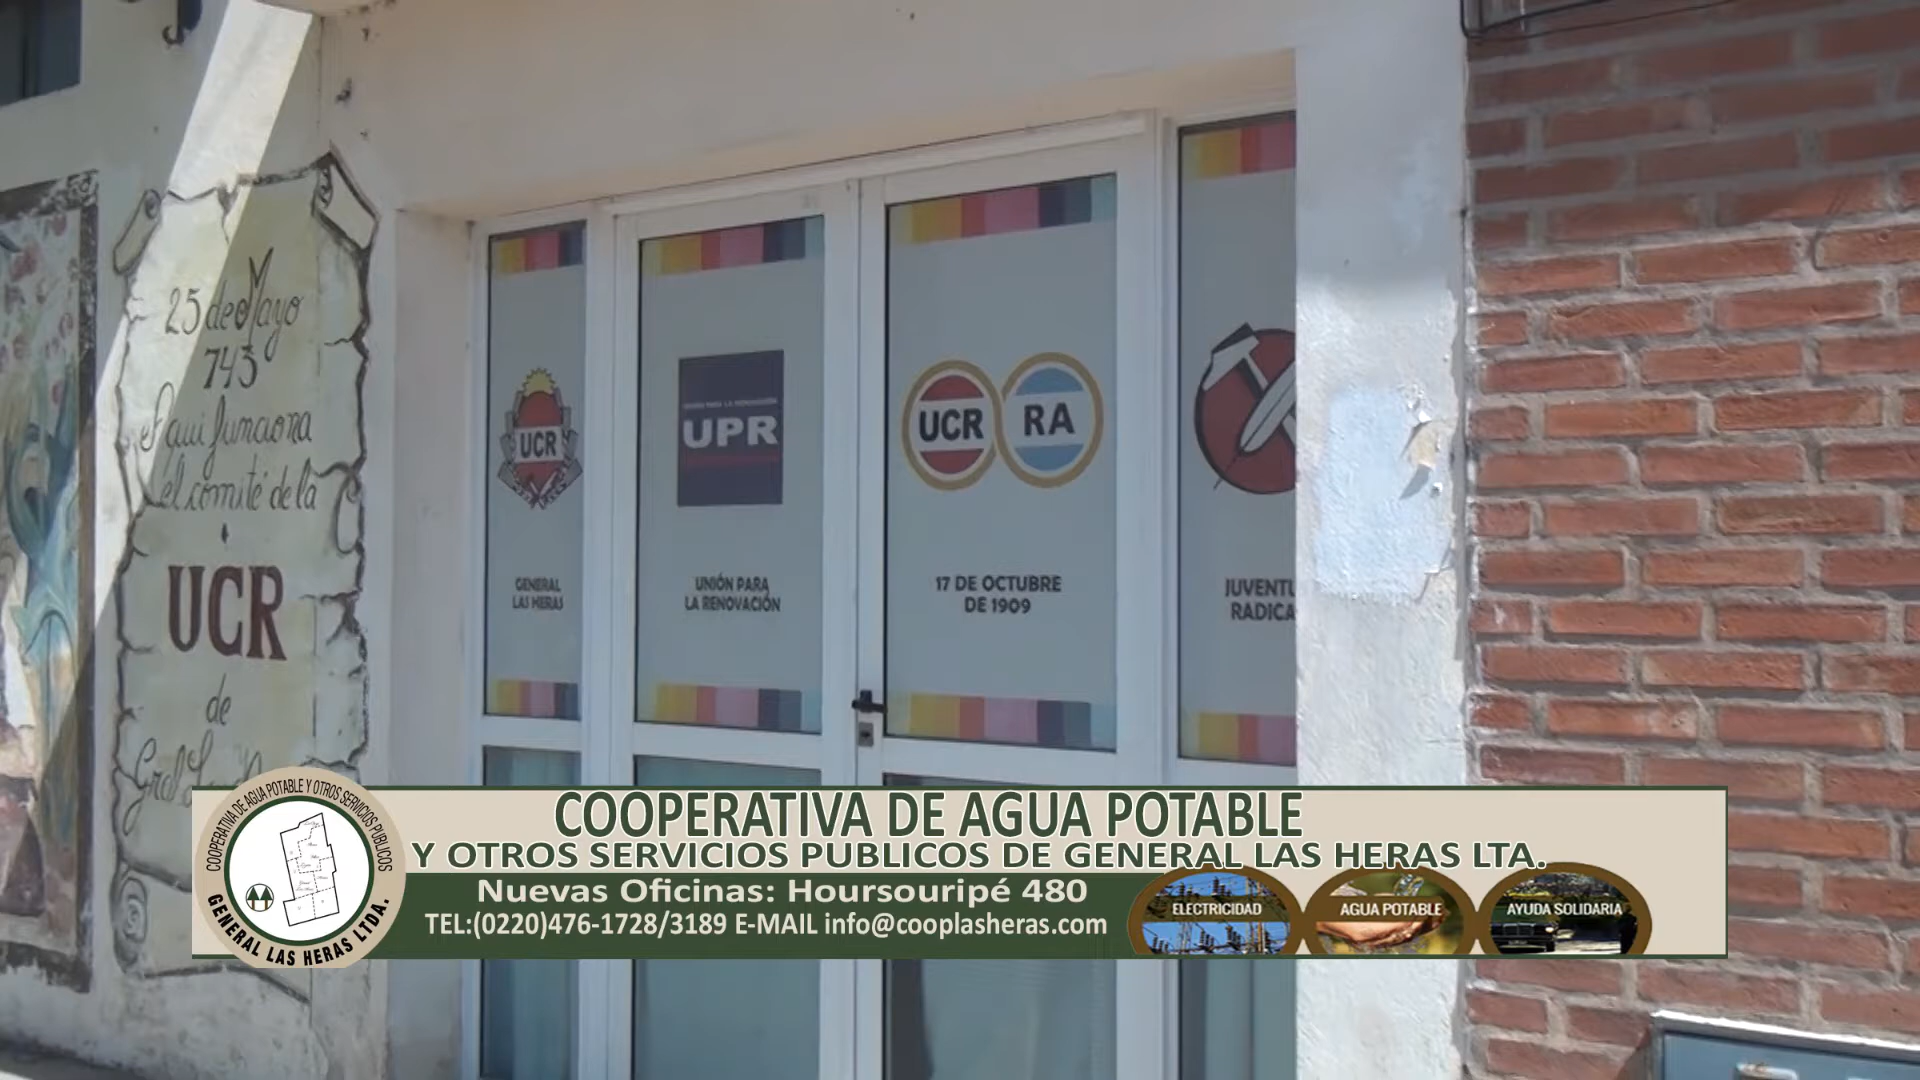 25 de Mayo
743
Aqui funciona
el comité de la
UCR
de
Gral
UCR
GENERAL
LAS HERAS
UPR
UNIÓN PARA
LA RENOVACIÓN
UCR RA
17 DE OCTUBRE
DE 1909
JUVENTU
RADICA
COOPERATIVA DE AGUA POTABLE Y OTROS SERVICIOS PUBLICOS
GENERAL LAS HERAS LTDA.
COOPERATIVA DE AGUA POTABLE
Y OTROS SERVICIOS PUBLICOS DE GENERAL LAS HERAS LTA.
Nuevas Oficinas: Hoursouripé 480
TEL:(0220)476-1728/3189 E-MAIL info@cooplasheras.com
ELECTRICIDAD
AGUA POTABLE
AYUDA SOLIDARIA